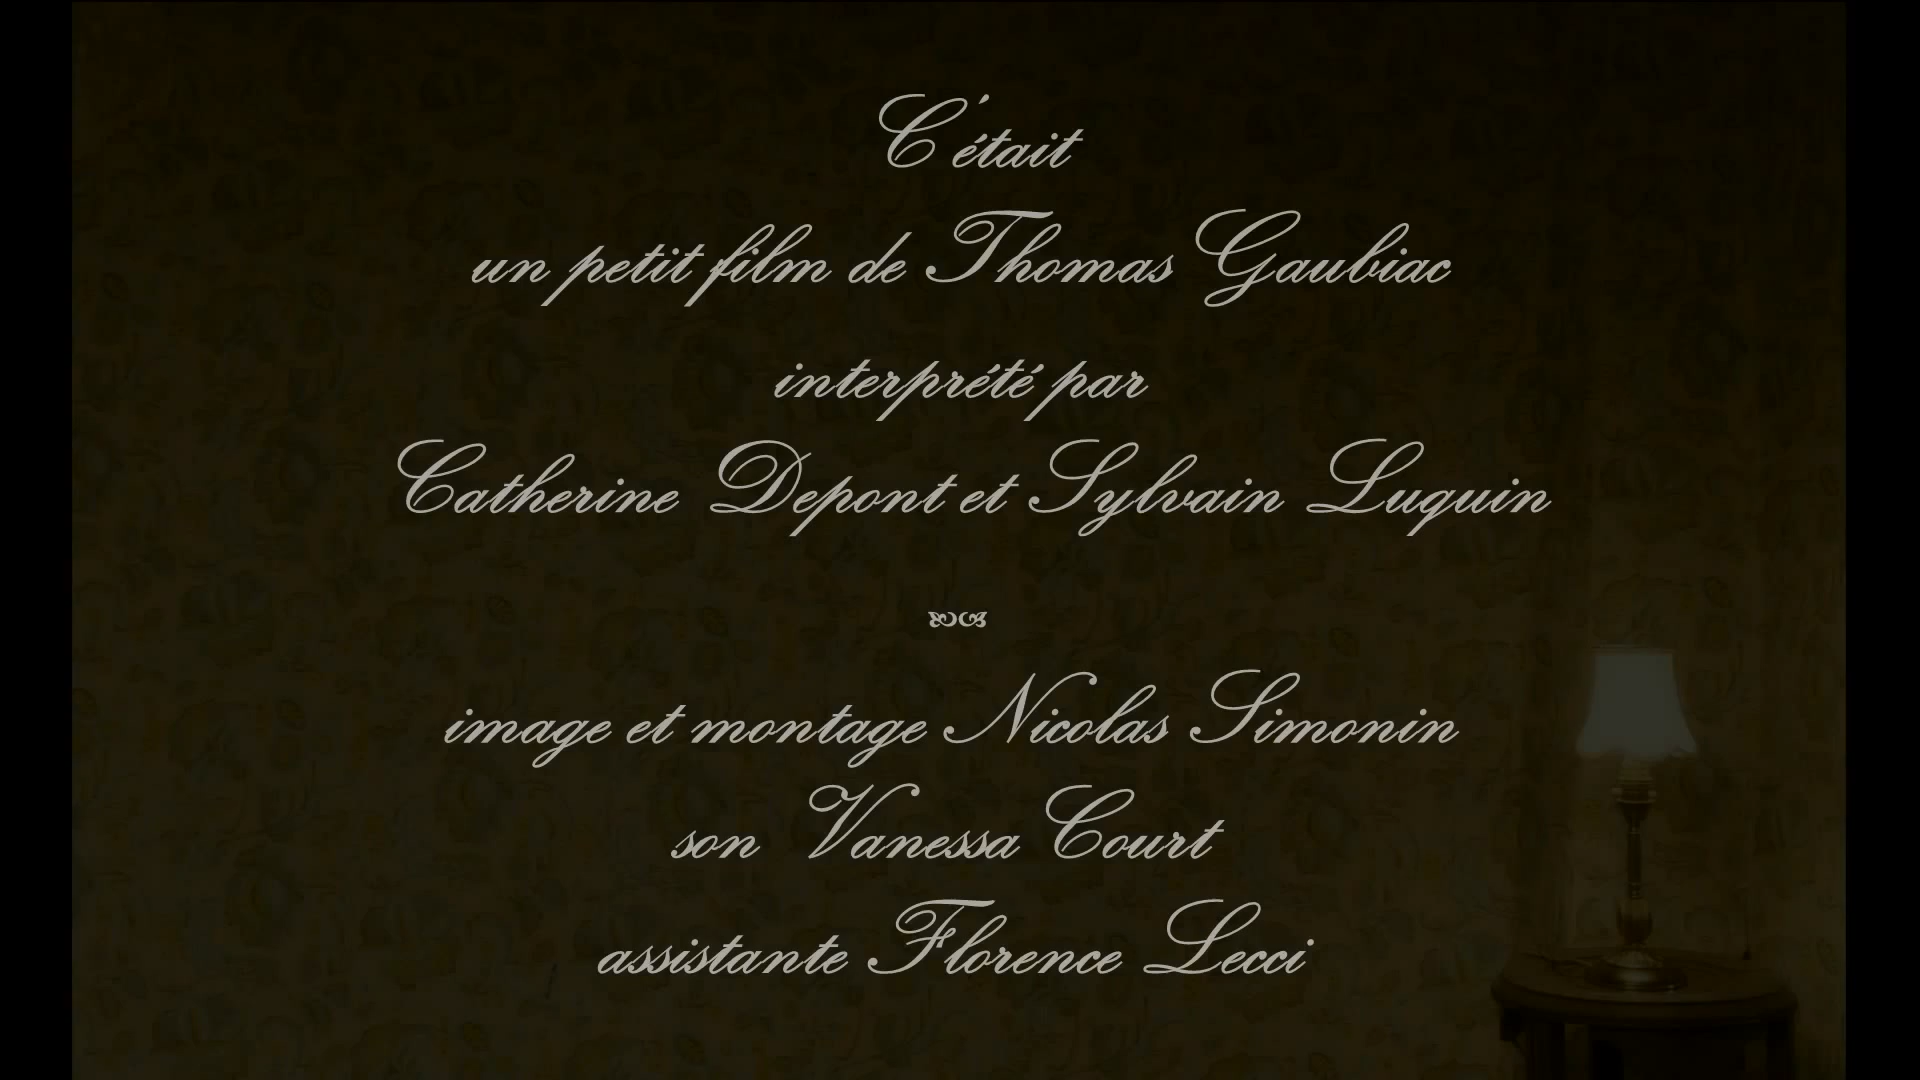 C'était
un petit film de Thomas Gaubiac
interprété par
Catherine Depont et Sylvain Luquin
image et montage Nicolas Simonin
son Vanessa Court
assistante Florence Lecci